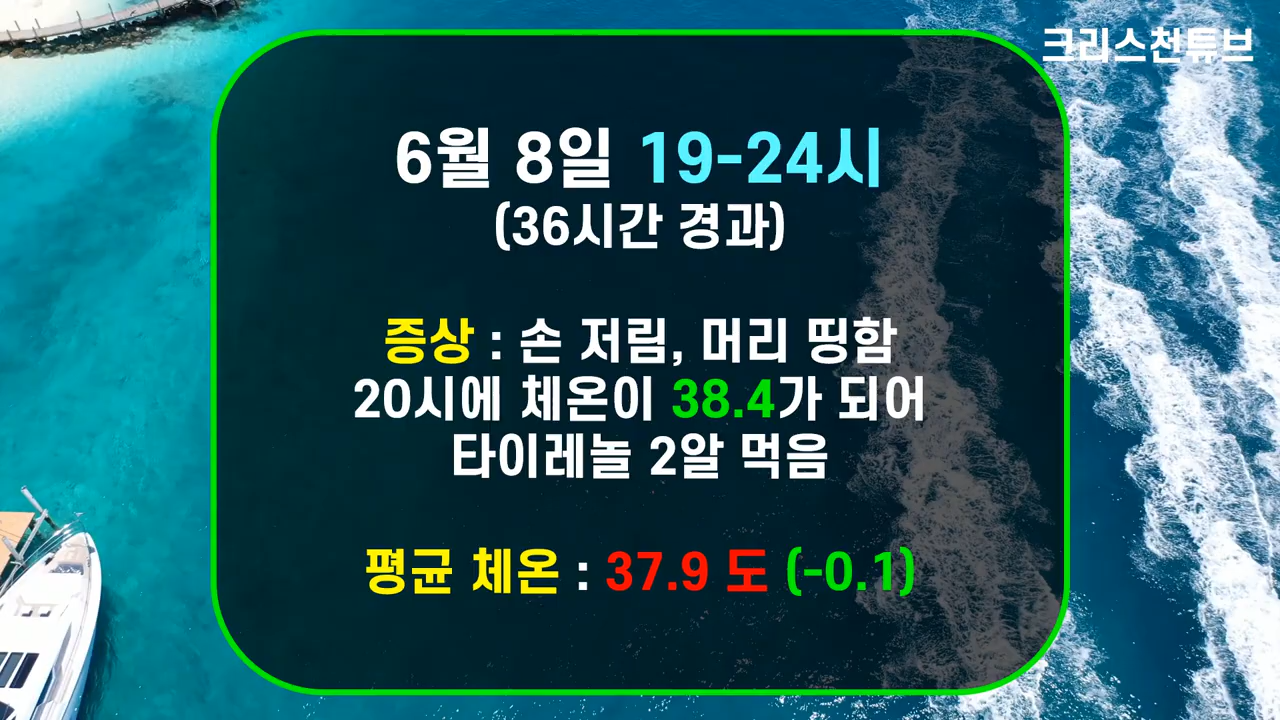 크리스천튜브
6월 8일 19-24시
(36시간 경과)
증상 : 손 저림, 머리 띵함
20시에 체온이 38.4가 되어
타이레놀 2알 먹음
평균 체온 : 37.9 도 (-0.1)